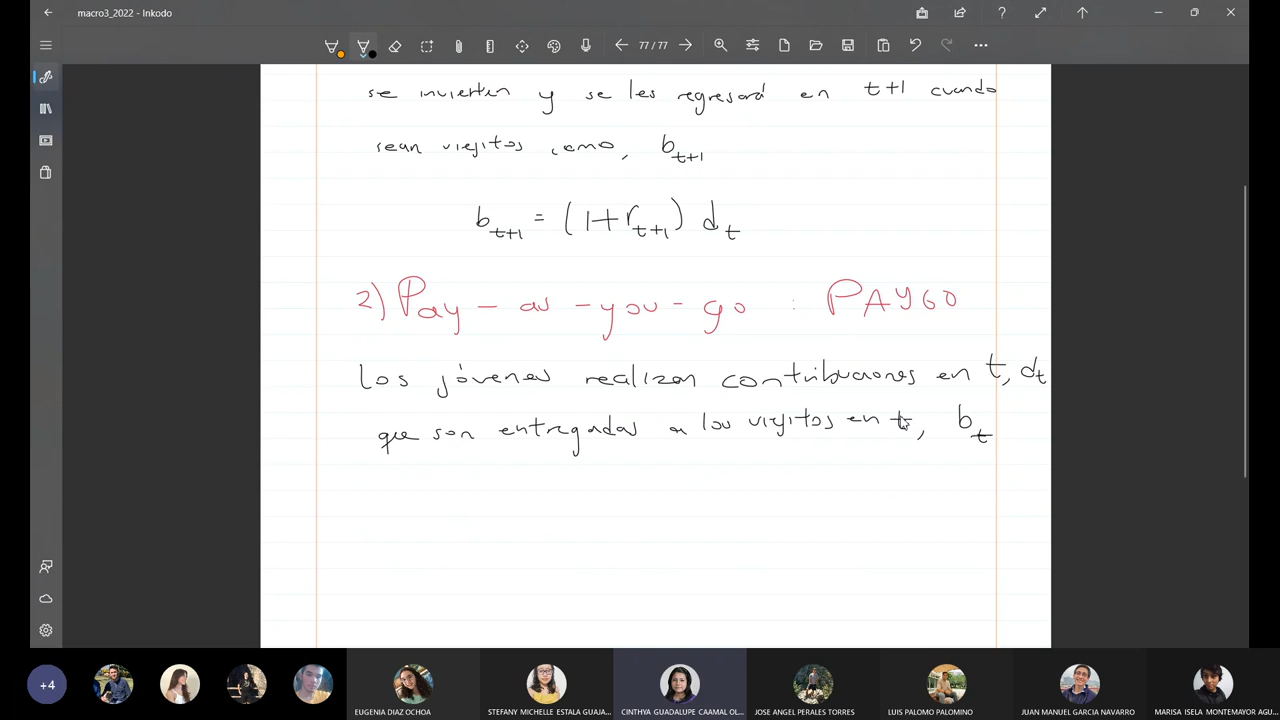 macro3_2022 - Inkodo
77 / 77
se invierten y se les regresará en t+1 cuando
sean viejitos como, b_{t+1}
b_{t+1} = (1+r_{t+1}) d_t
2) Pay-as-you-go : PAYGO
Los jóvenes realizan contribuciones en t, d_t
que son entregadas a los viejitos en t, b_t
+4
EUGENIA DIAZ OCHOA
STEFANY MICHELLE ESTALA GUAJA...
CINTHYA GUADALUPE CAAMAL OL...
JOSE ANGEL PERALES TORRES
LUIS PALOMO PALOMINO
JUAN MANUEL GARCIA NAVARRO
MARISA ISELA MONTEMAYOR AGU...